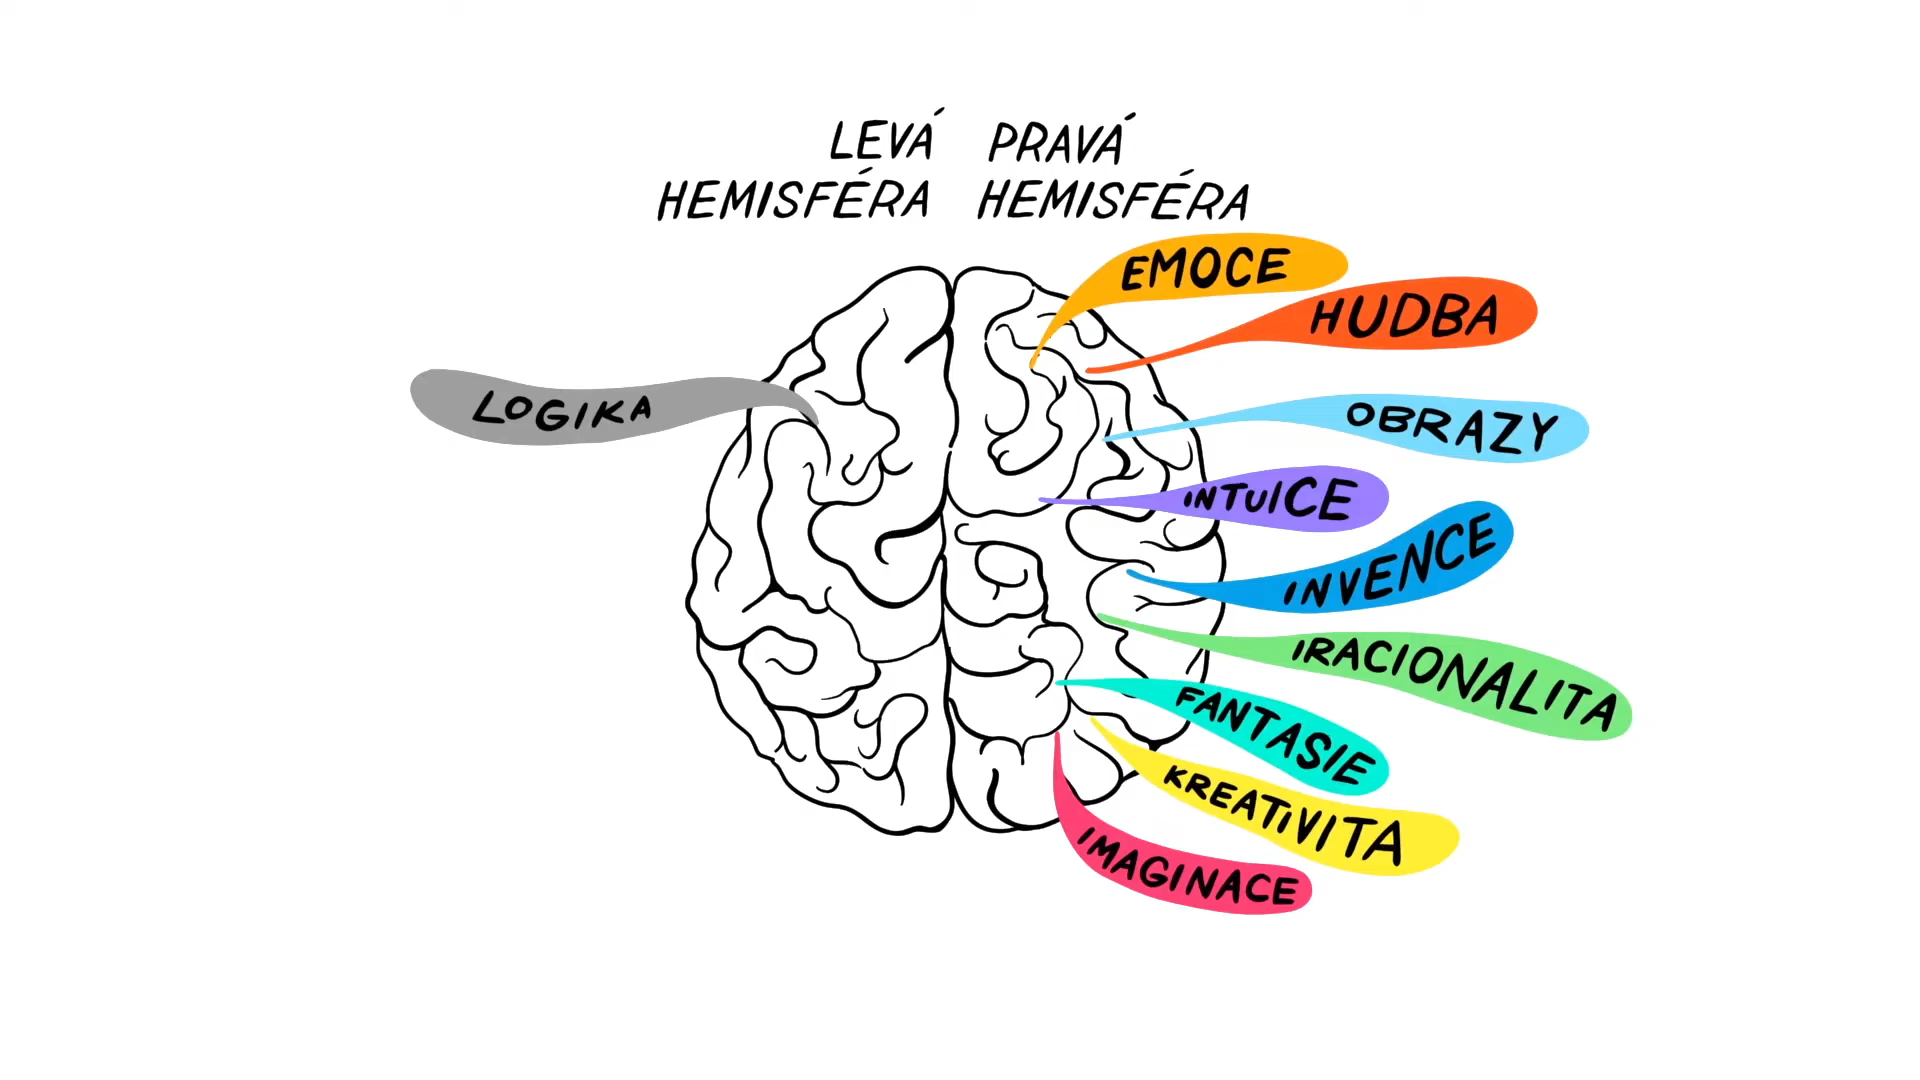 LEVÁ
HEMISFÉRA
PRAVÁ
HEMISFÉRA
LOGIKA
EMOCE
HUDBA
OBRAZY
INTUICE
INVENCE
IRACIONALITA
FANTASIE
KREATIVITA
IMAGINACE